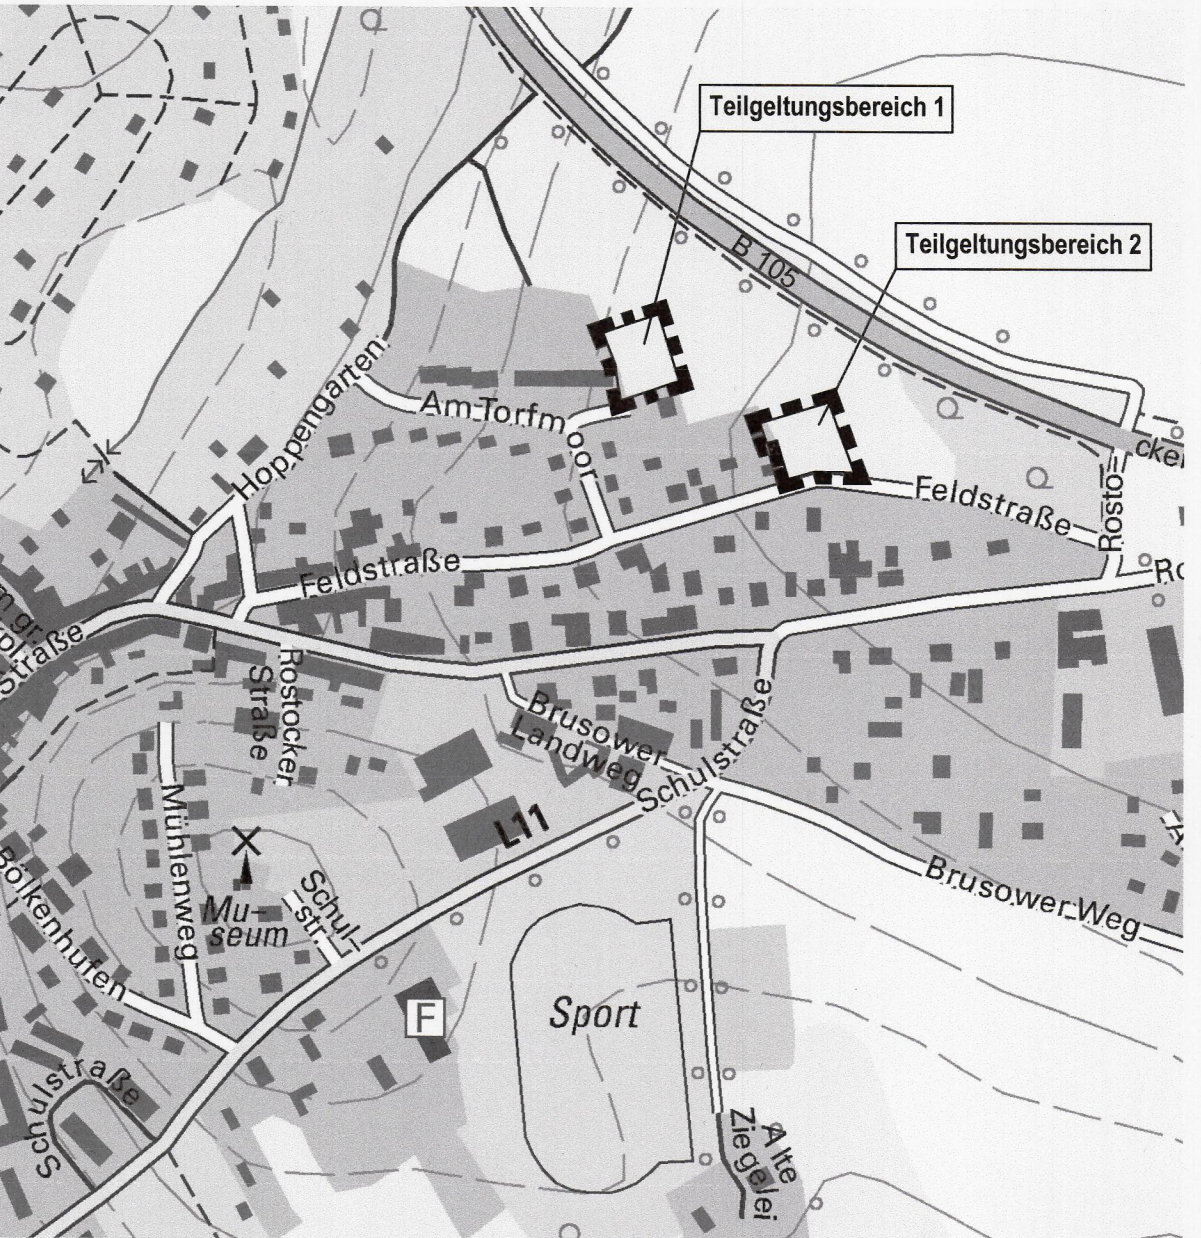 Teilgeltungsbereich 1
Teilgeltungsbereich 2
B 105
Hoppengarten
Am Torfmoor
Feldstraße
Feldstraße
Rosto
Straße
Rostocker
Straße
Brusower
Landweg
Schulstraße
L11
Mühlenweg
Mu-
seum
Schul-
str.
Bölkenhufen
Brusower Weg
Sport
F
Schulstraße
Alte
Ziegelei